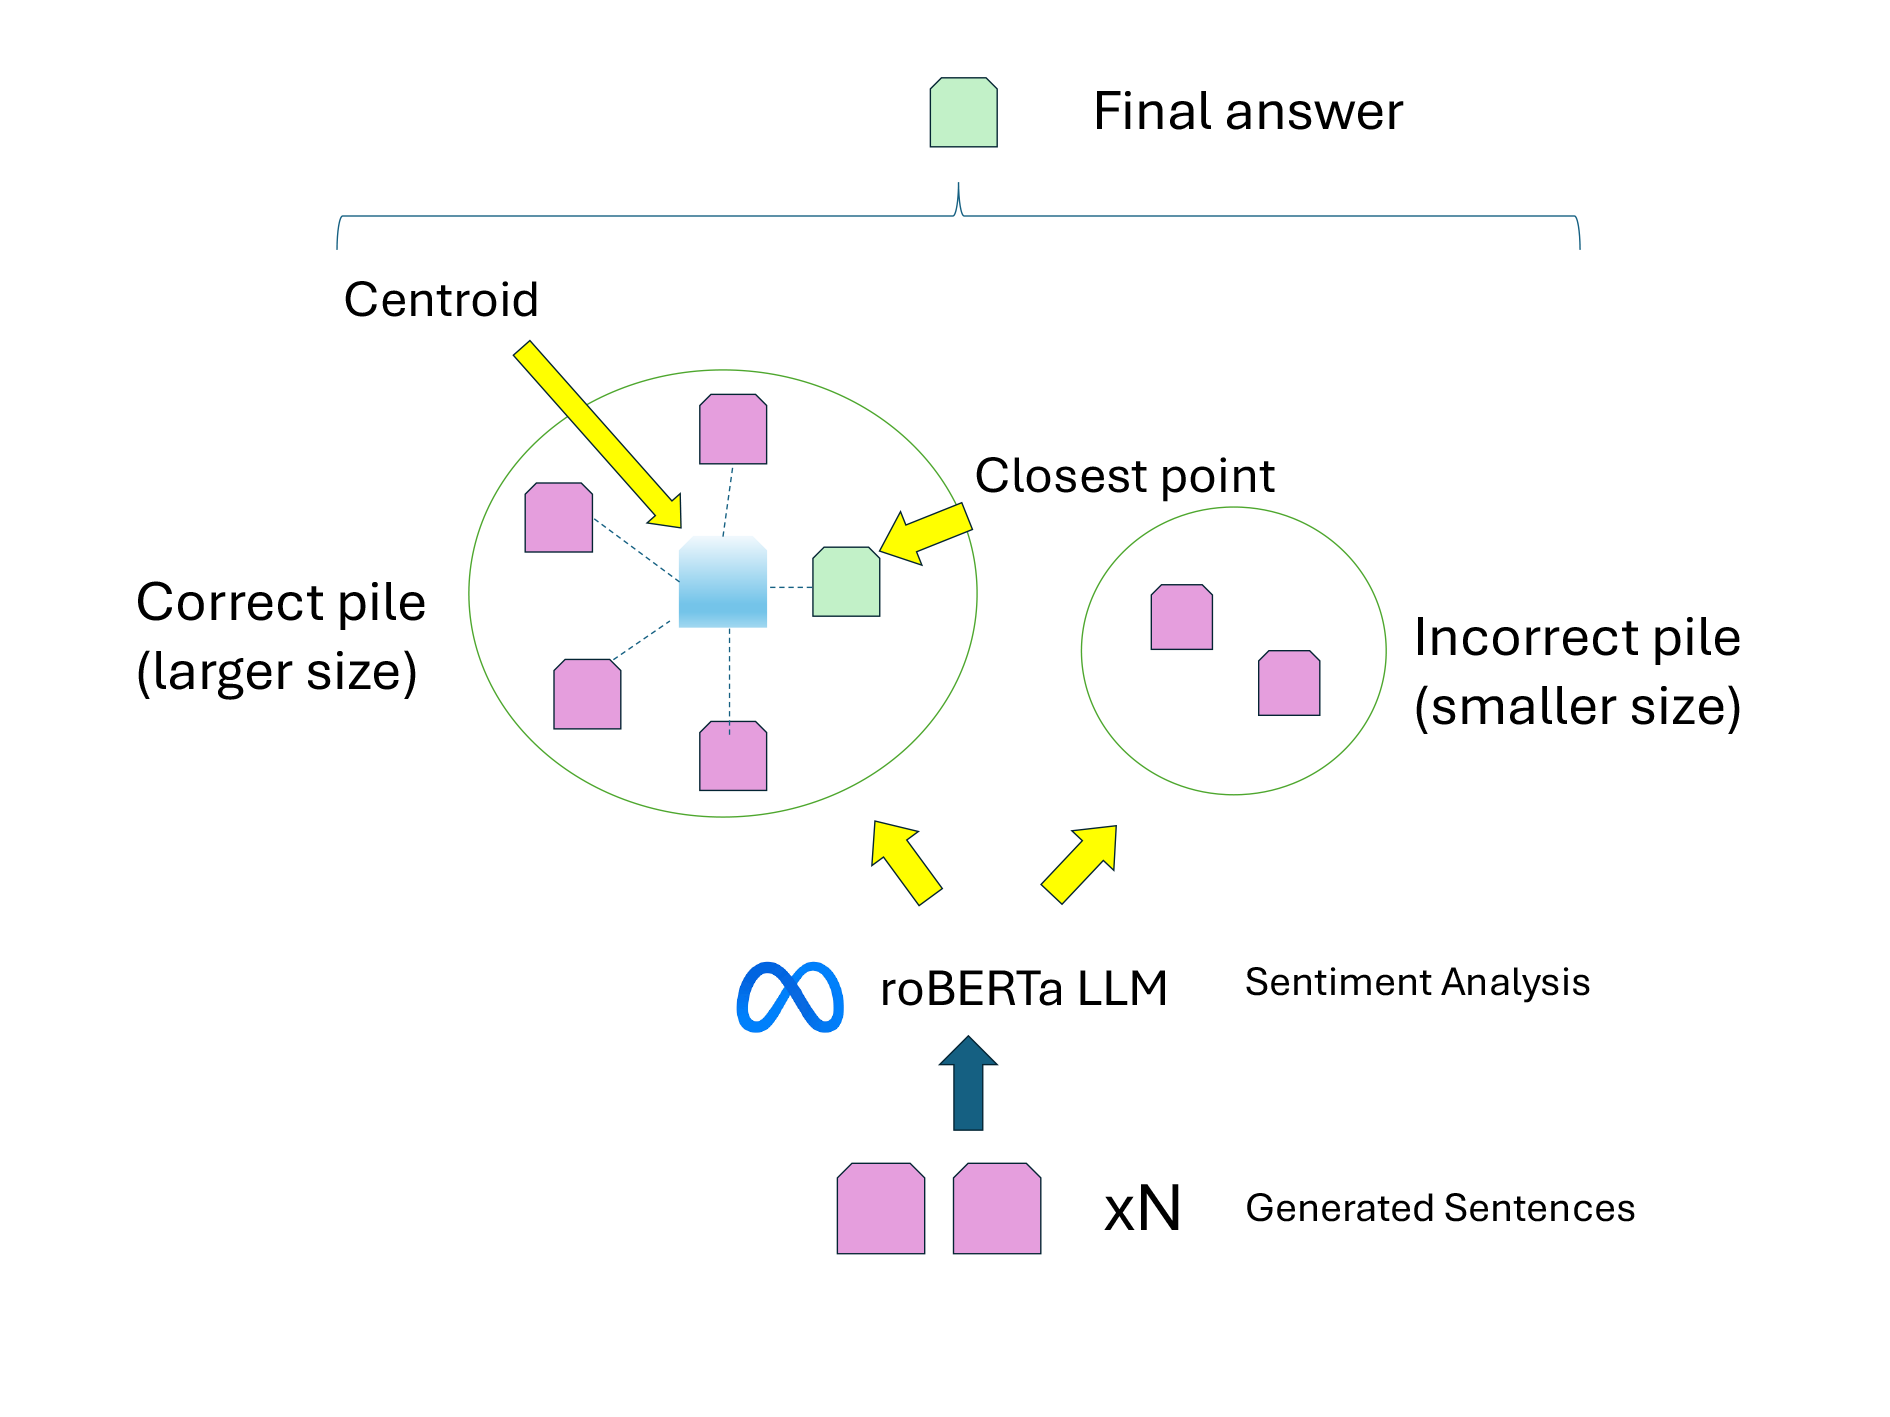 Final answer
Centroid
Closest point
Correct pile
(larger size)
Incorrect pile
(smaller size)
roBERTa LLM
Sentiment Analysis
xN
Generated Sentences